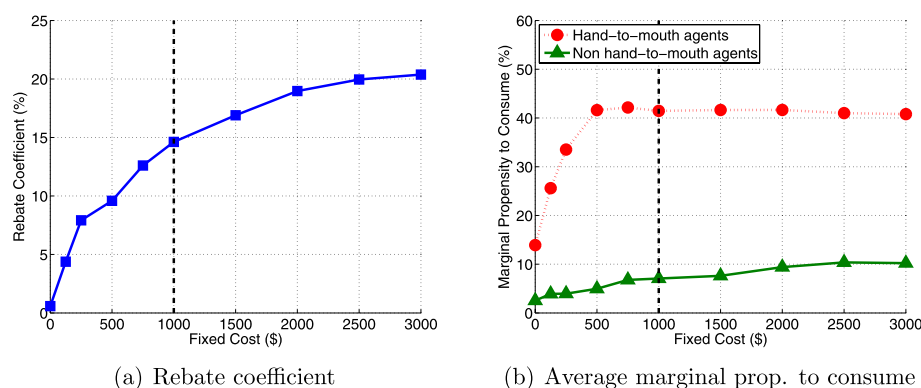 25
20
15
10
5
0
Rebate Coefficient (%)
0 500 1000 1500 2000 2500 3000
Fixed Cost ($)
(a) Rebate coefficient
60
50
40
30
20
10
0
Marginal Propensity to Consume (%)
Hand−to−mouth agents
Non hand−to−mouth agents
0 500 1000 1500 2000 2500 3000
Fixed Cost ($)
(b) Average marginal prop. to consume